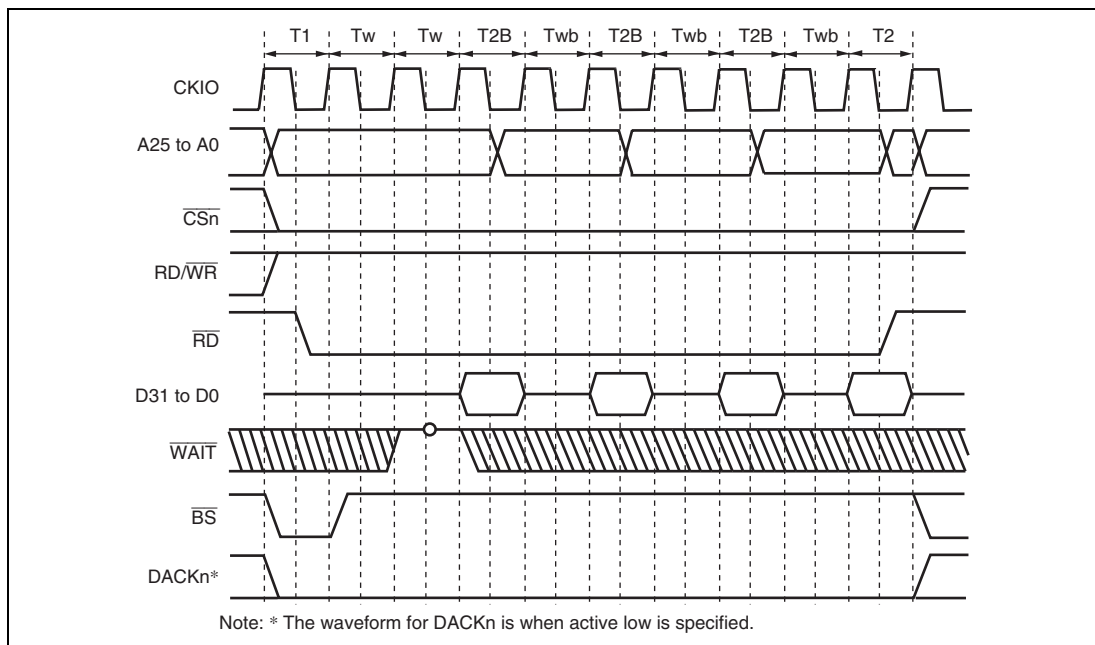 T1 Tw Tw T2B Twb T2B Twb T2B Twb T2
CKIO
A25 to A0
CSn
RD/WR
RD
D31 to D0
WAIT
BS
DACKn*
Note: * The waveform for DACKn is when active low is specified.